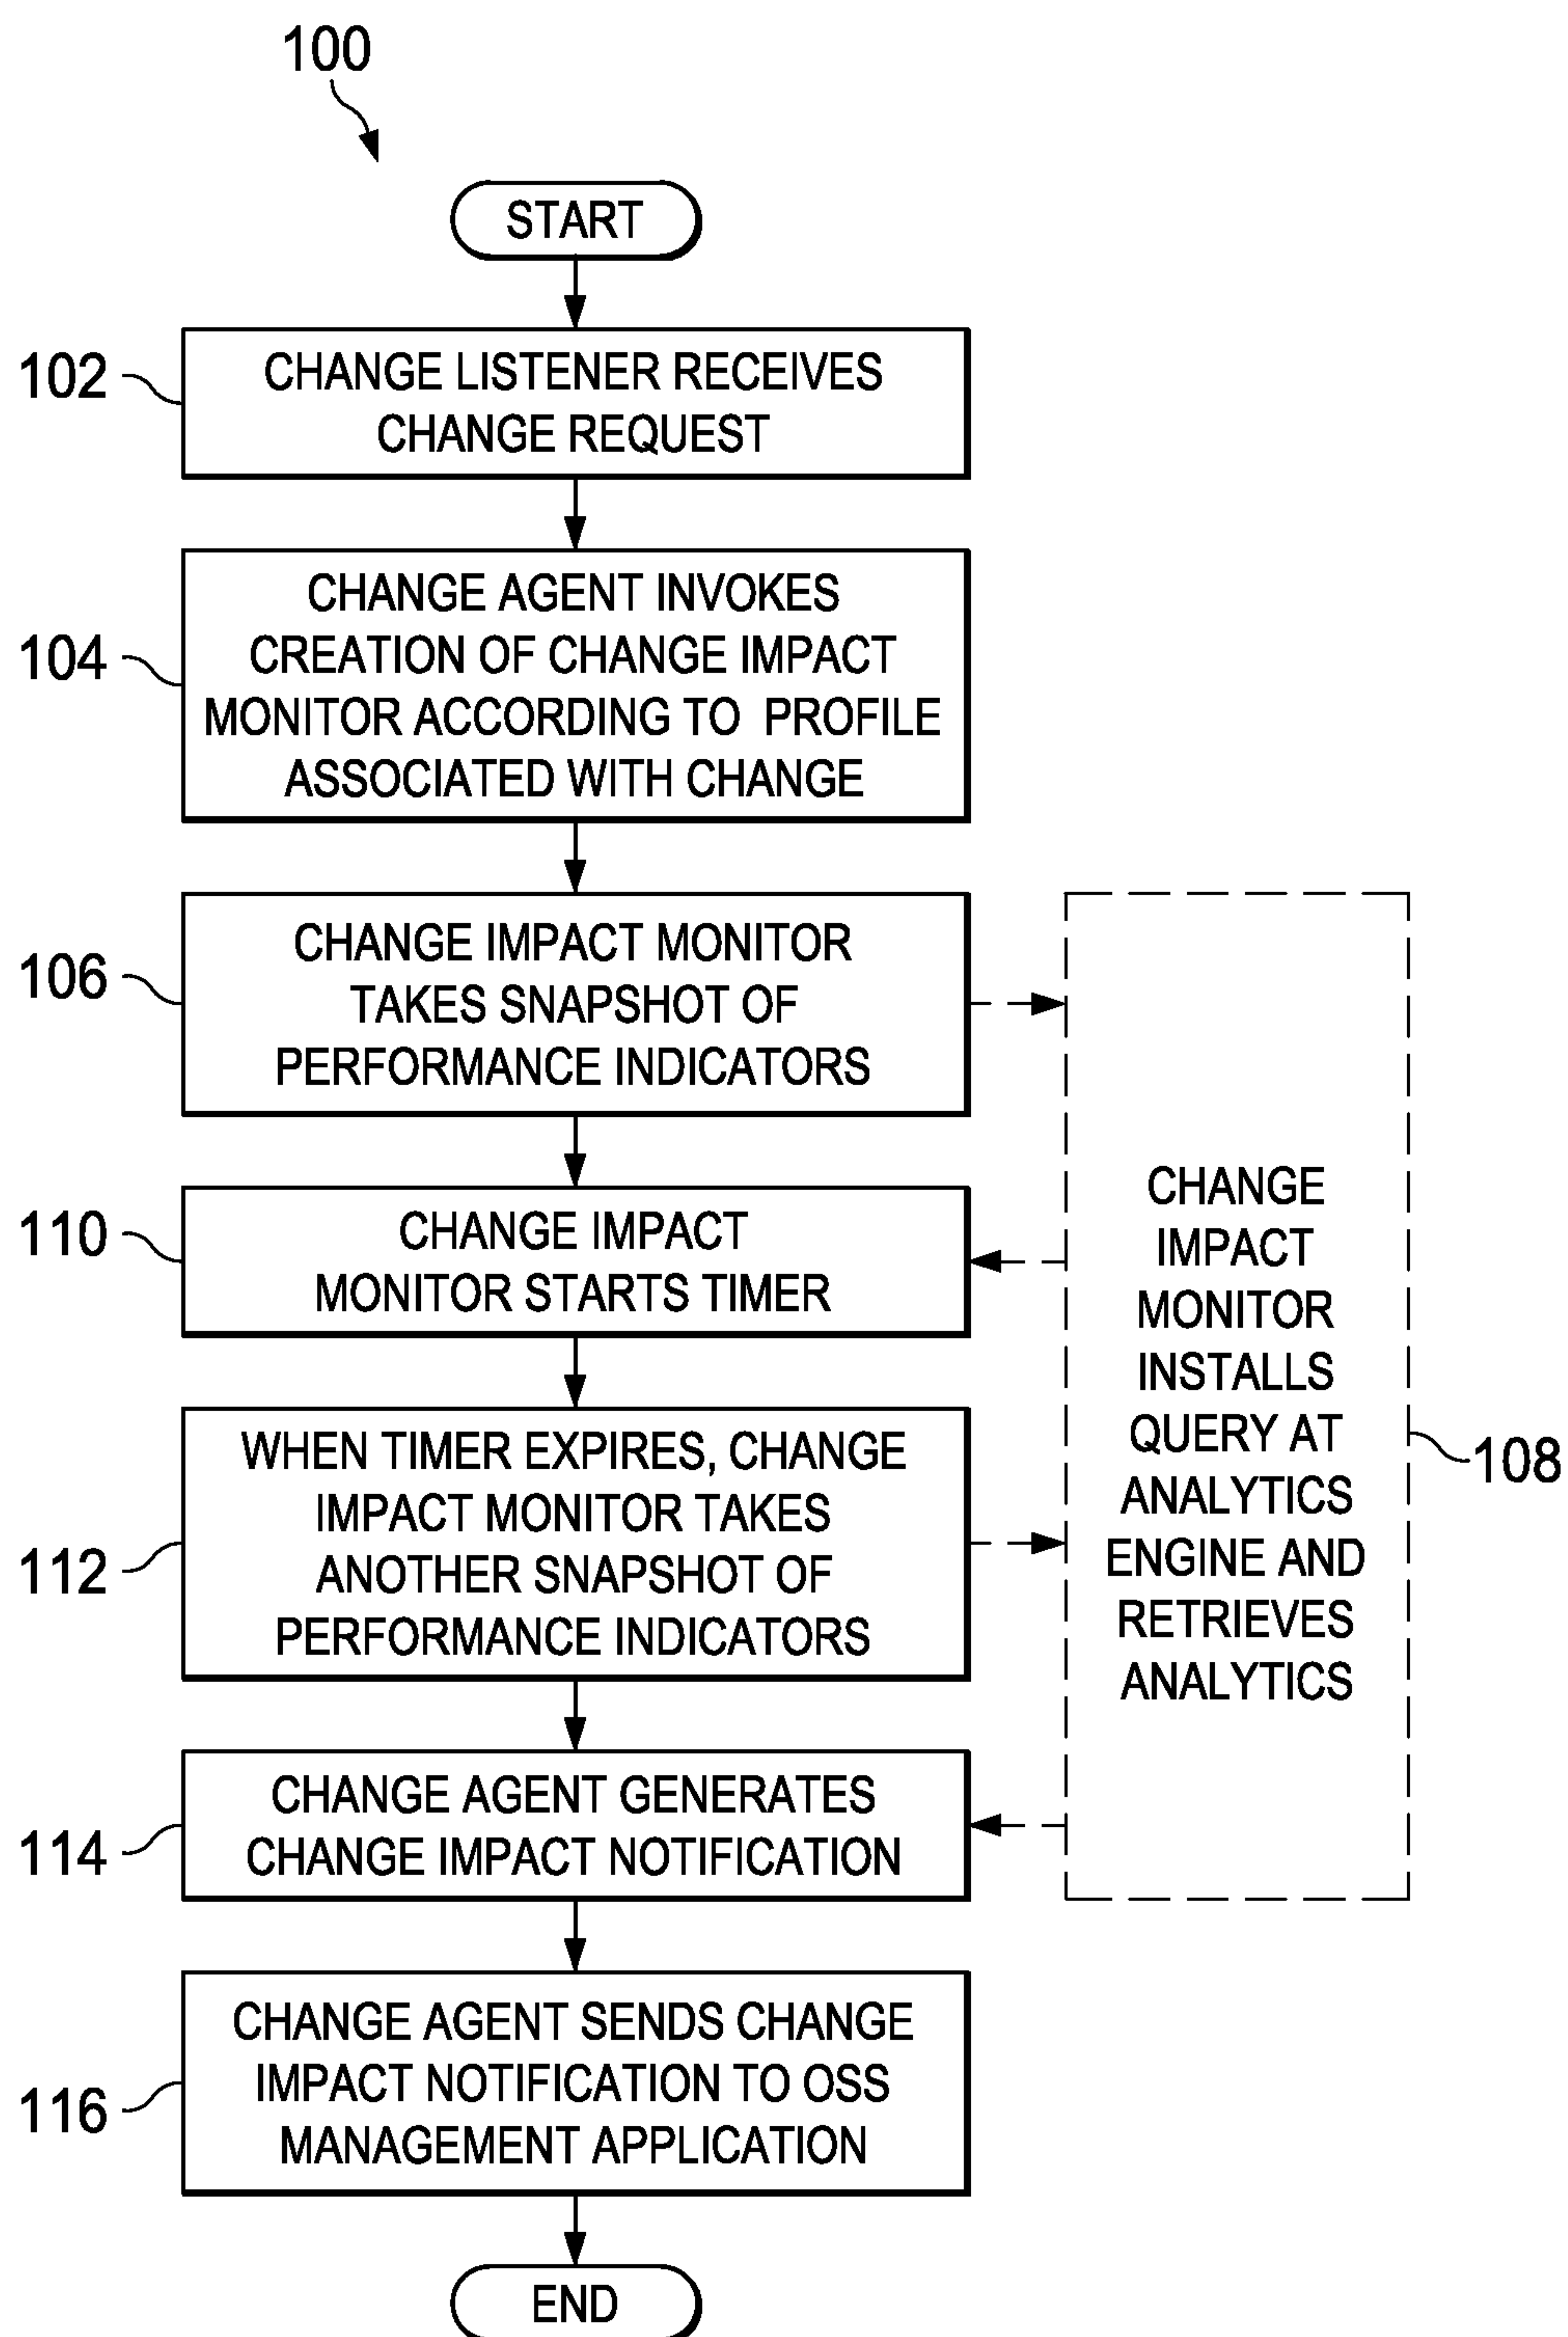 100
START
102
CHANGE LISTENER RECEIVES
CHANGE REQUEST
104
CHANGE AGENT INVOKES
CREATION OF CHANGE IMPACT
MONITOR ACCORDING TO PROFILE
ASSOCIATED WITH CHANGE
106
CHANGE IMPACT MONITOR
TAKES SNAPSHOT OF
PERFORMANCE INDICATORS
108
CHANGE
IMPACT
MONITOR
INSTALLS
QUERY AT
ANALYTICS
ENGINE AND
RETRIEVES
ANALYTICS
110
CHANGE IMPACT
MONITOR STARTS TIMER
112
WHEN TIMER EXPIRES, CHANGE
IMPACT MONITOR TAKES
ANOTHER SNAPSHOT OF
PERFORMANCE INDICATORS
114
CHANGE AGENT GENERATES
CHANGE IMPACT NOTIFICATION
116
CHANGE AGENT SENDS CHANGE
IMPACT NOTIFICATION TO OSS
MANAGEMENT APPLICATION
END